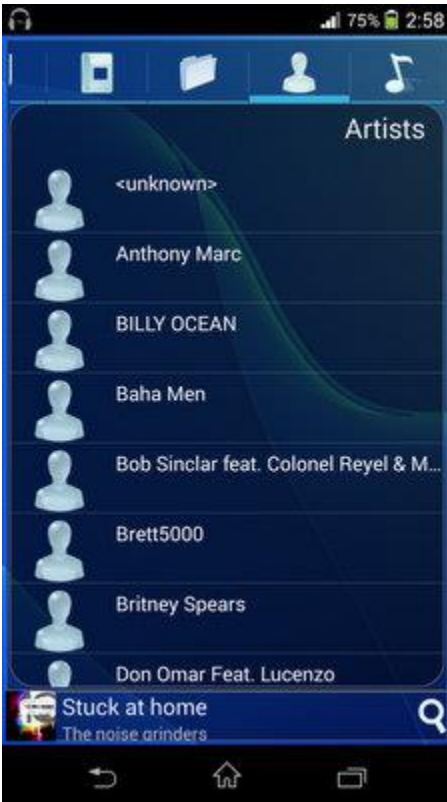 75% 2:58
Artists
<unknown>
Anthony Marc
BILLY OCEAN
Baha Men
Bob Sinclar feat. Colonel Reyel & M...
Brett5000
Britney Spears
Don Omar Feat. Lucenzo
Stuck at home
The noise grinders